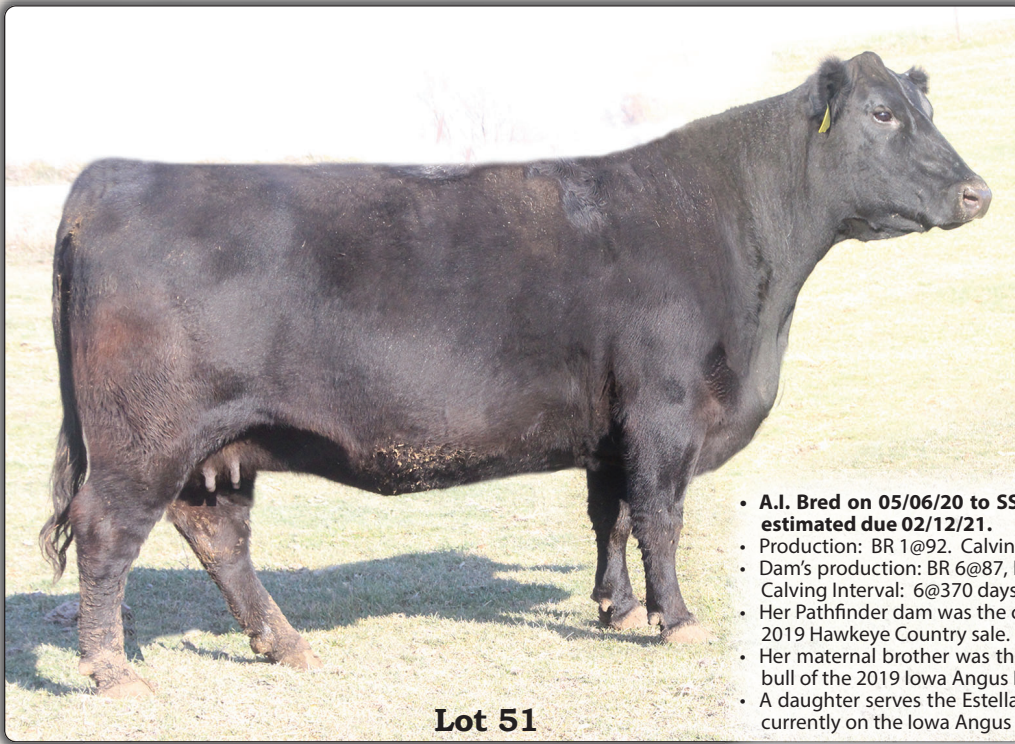 • A.I. Bred on 05/06/20 to SS
estimated due 02/12/21.
• Production: BR 1@92. Calvin
• Dam's production: BR 6@87,
Calving Interval: 6@370 days
• Her Pathfinder dam was the
2019 Hawkeye Country sale.
• Her maternal brother was th
bull of the 2019 Iowa Angus
• A daughter serves the Estella
currently on the Iowa Angus
Lot 51